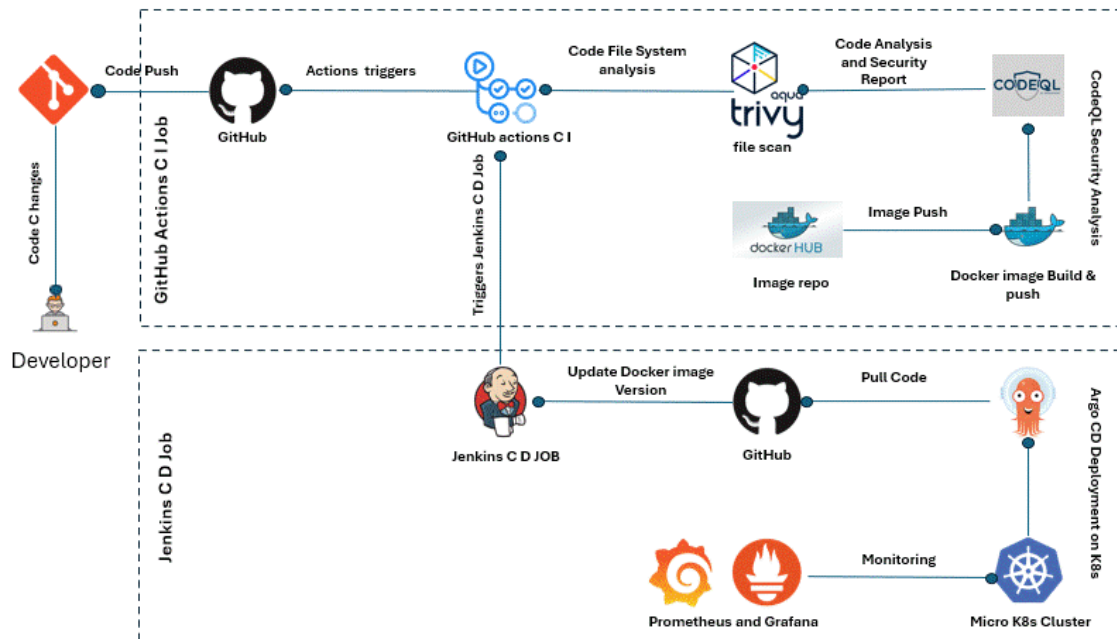 Code Push
Actions triggers
Code File System
analysis
Code Analysis
and Security
Report
CODEQL
aqua
trivy
GitHub
GitHub actions C I
file scan
Code C hanges
GitHub Actions C I Job
Triggers Jenkins C D Job
CodeQL Security Analysis
Image Push
docker HUB
Image repo
Docker image Build &
push
Developer
Jenkins C D Job
Update Docker image
Version
Pull Code
Jenkins C D JOB
GitHub
Argo CD Deployment on K8s
Monitoring
Prometheus and Grafana
Micro K8s Cluster